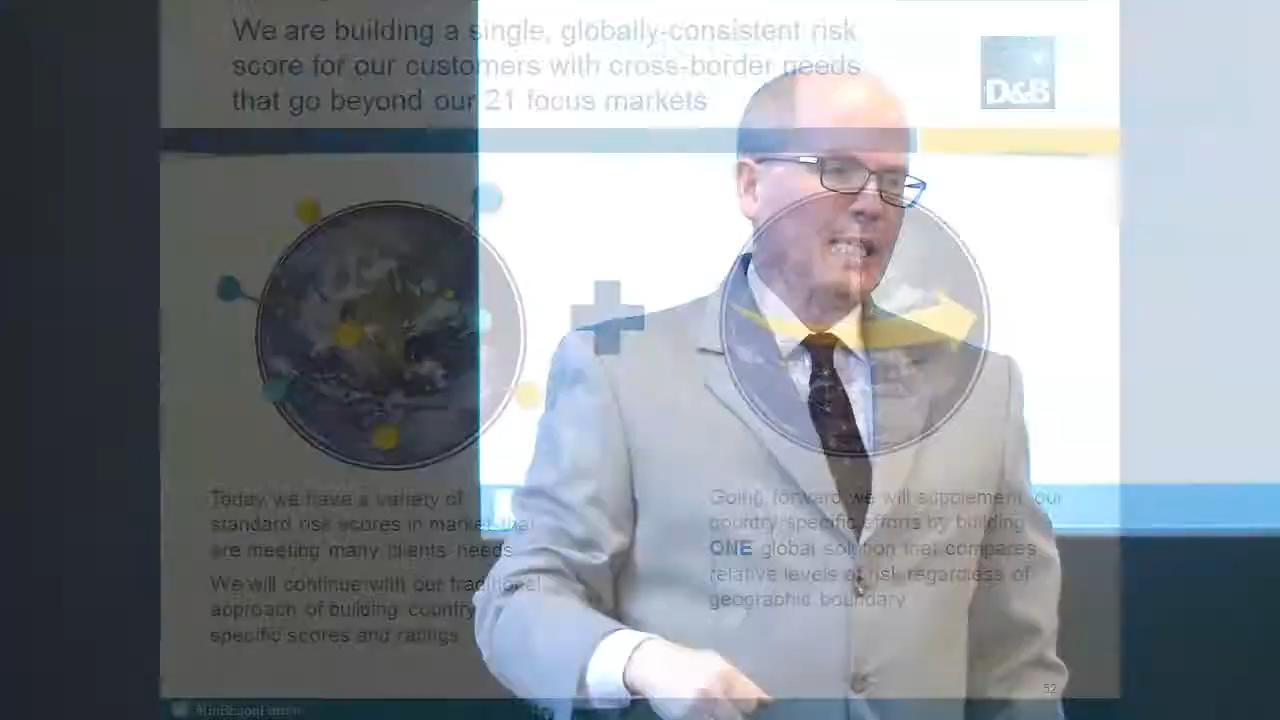 We are building a single, globally-consistent risk
score for our customers with cross-border needs
that go beyond our 21 focus markets
D&B
Today we have a variety of
standard risk scores in market that
are meeting many clients needs
We will continue with our traditional
approach of building country
specific scores and ratings
Going forward we will supplement our
country specific efforts by building
ONE global solution that compares
relative levels of risk regardless of
geographic boundary
52